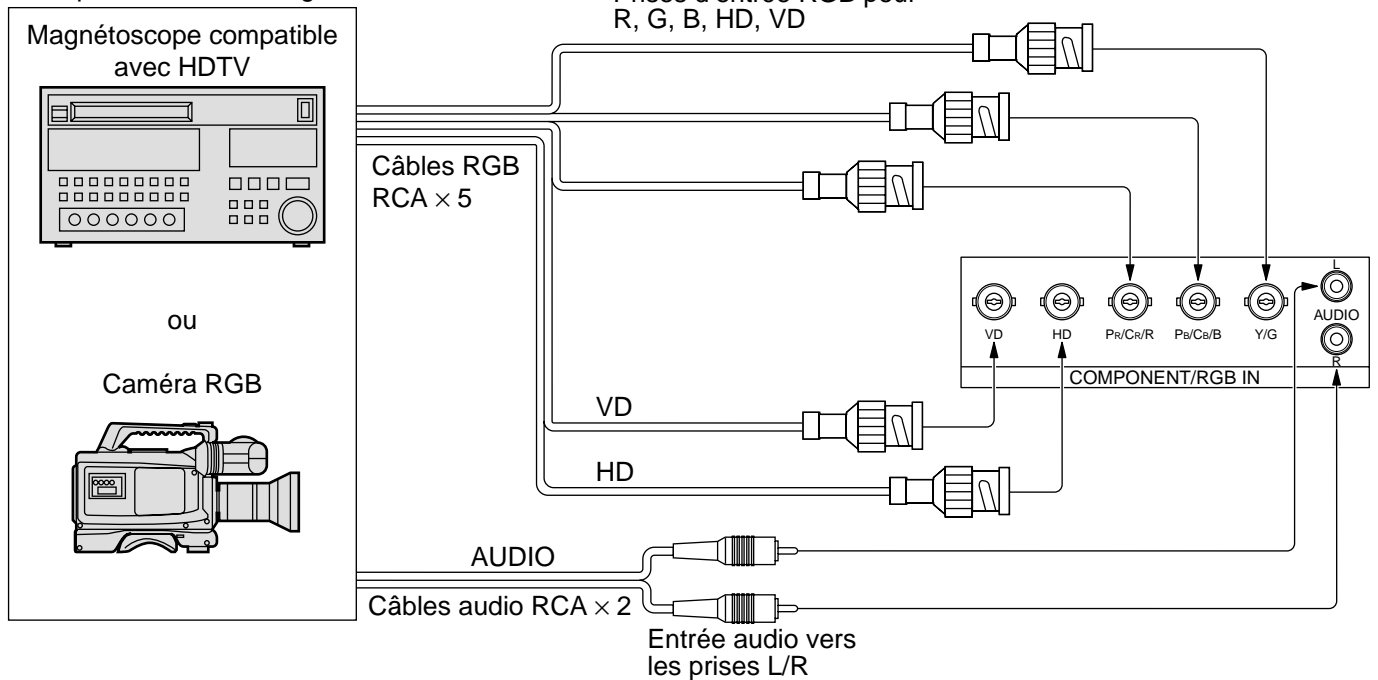 R, G, B, HD, VD
Magnétoscope compatible
avec HDTV
Câbles RGB
RCA × 5
ou
Caméra RGB
L
AUDIO
R
VD
HD
PR/CR/R
PB/CB/B
Y/G
COMPONENT/RGB IN
VD
HD
AUDIO
Câbles audio RCA × 2
Entrée audio vers
les prises L/R